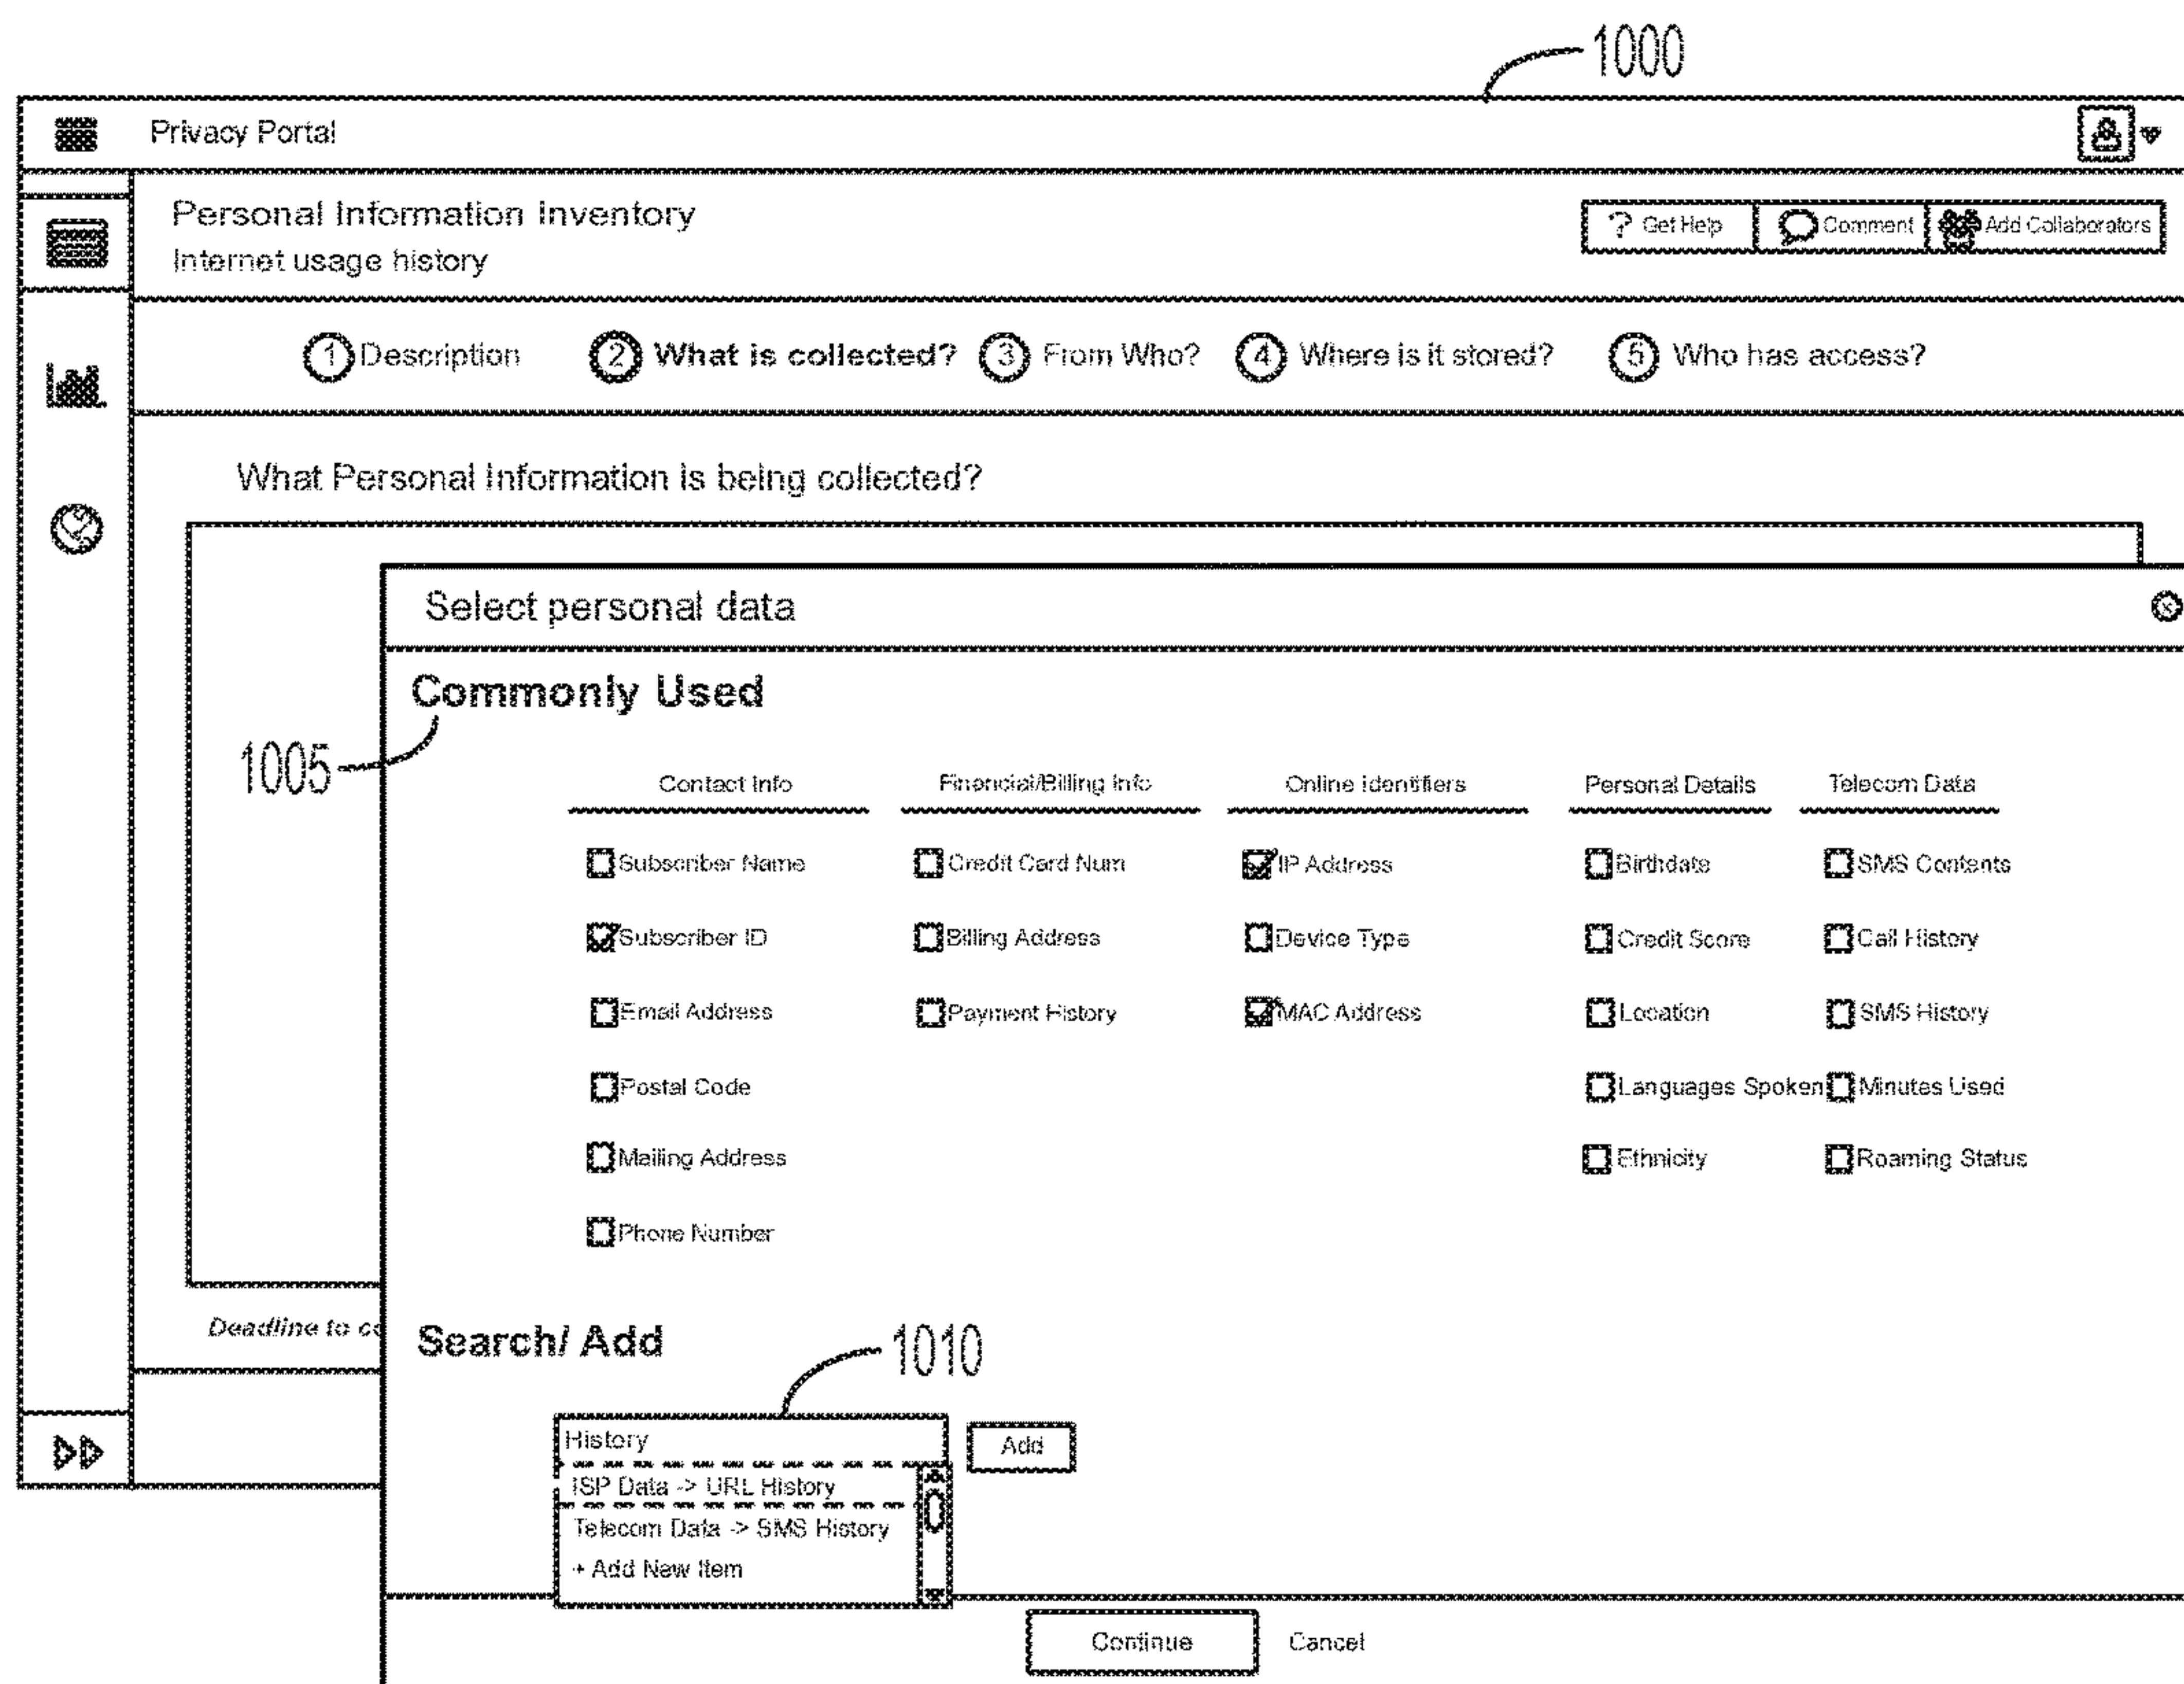 1000
Privacy Portal
Personal Information Inventory
Internet usage history
? Get Help Comment Add Collaborators
1 Description 2 What is collected? 3 From Who? 4 Where is it stored? 5 Who has access?
What Personal Information is being collected?
Select personal data
Commonly Used
1005
Contact Info Financial/Billing Info Online Identifiers Personal Details Telecom Data
Subscriber Name Credit Card Num IP Address Birthdate SMS Contents
Subscriber ID Billing Address Device Type Credit Score Call History
Email Address Payment History MAC Address Location SMS History
Postal Code Languages Spoken Minutes Used
Mailing Address Ethnicity Roaming Status
Phone Number
Deadline to co
Search/ Add
1010
History Add
ISP Data -> URL History
Telecom Data -> SMS History
+ Add New Item
Continue Cancel